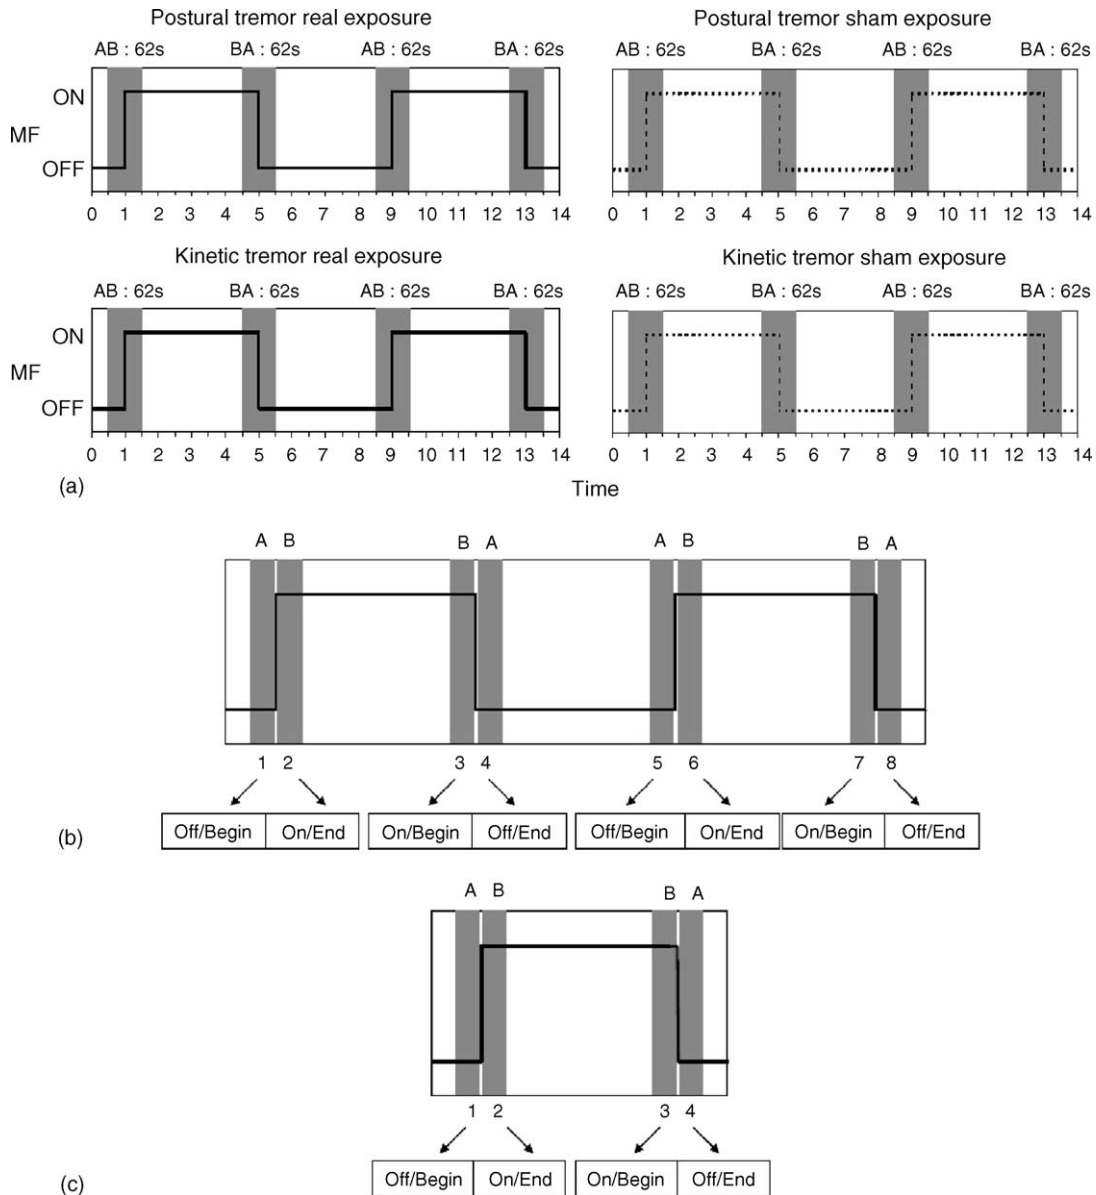 Postural tremor real exposure
AB : 62s BA : 62s AB : 62s BA : 62s
ON
MF
OFF
0 1 2 3 4 5 6 7 8 9 10 11 12 13 14
Postural tremor sham exposure
AB : 62s BA : 62s AB : 62s BA : 62s
0 1 2 3 4 5 6 7 8 9 10 11 12 13 14
Kinetic tremor real exposure
AB : 62s BA : 62s AB : 62s BA : 62s
ON
MF
OFF
0 1 2 3 4 5 6 7 8 9 10 11 12 13 14
Kinetic tremor sham exposure
AB : 62s BA : 62s AB : 62s BA : 62s
0 1 2 3 4 5 6 7 8 9 10 11 12 13 14
(a)
Time
A B B A A B B A
1 2 3 4 5 6 7 8
Off/Begin On/End On/Begin Off/End Off/Begin On/End On/Begin Off/End
(b)
A B B A
1 2 3 4
Off/Begin On/End On/Begin Off/End
(c)